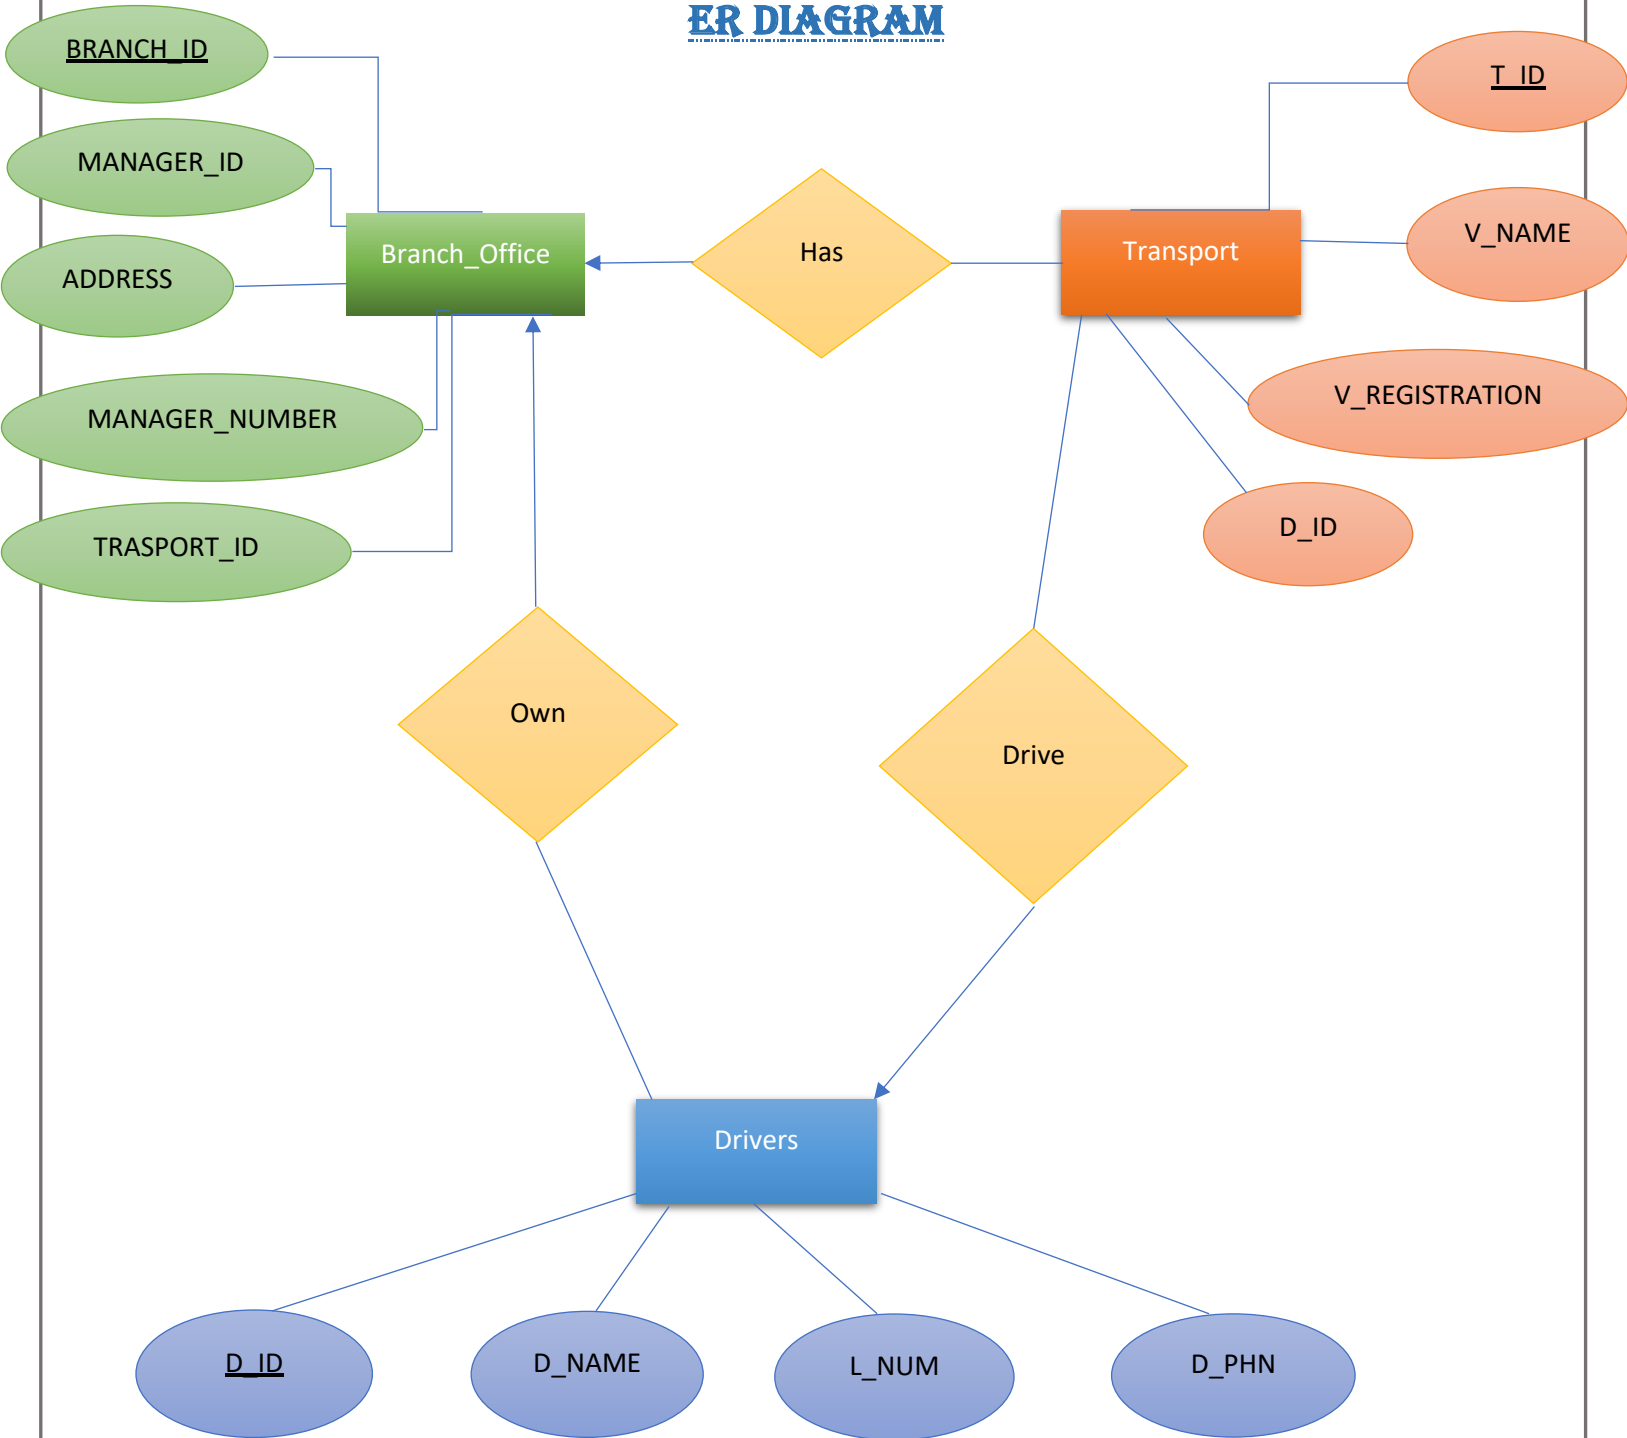 ER DIAGRAM
BRANCH_ID
T_ID
MANAGER_ID
V_NAME
Branch_Office
Has
Transport
ADDRESS
V_REGISTRATION
MANAGER_NUMBER
D_ID
TRASPORT_ID
Own
Drive
Drivers
D_ID
D_NAME
L_NUM
D_PHN